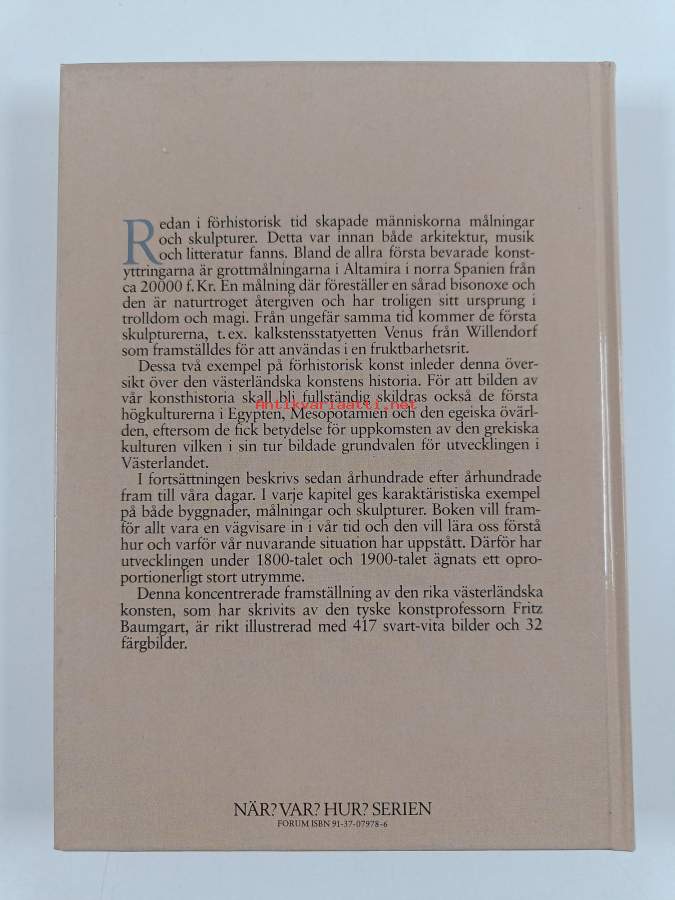 Redan i förhistorisk tid skapade människorna målningar
och skulpturer. Detta var innan både arkitektur, musik
och litteratur fanns. Bland de allra första bevarade konst-
yttringarna är grottmålningarna i Altamira i norra Spanien från
ca 20000 f. Kr. En målning där föreställer en sårad bisonoxe och
den är naturtroget återgiven och har troligen sitt ursprung i
trolldom och magi. Från ungefär samma tid kommer de första
skulpturerna, t. ex. kalkstensstatyetten Venus från Willendorf
som framställdes för att användas i en fruktbarhetsrit.
Dessa två exempel på förhistorisk konst inleder denna över-
sikt över den västerländska konstens historia. För att bilden av
vår konsthistoria skall bli fullständig skildras också de första
antikvariaatti.net
högkulturerna i Egypten, Mesopotamien och den egeiska övärl-
den, eftersom de fick betydelse för uppkomsten av den grekiska
kulturen vilken i sin tur bildade grundvalen för utvecklingen i
Västerlandet.
I fortsättningen beskrivs sedan århundrade efter århundrade
fram till våra dagar. I varje kapitel ges karaktäristiska exempel
på både byggnader, målningar och skulpturer. Boken vill fram-
för allt vara en vägvisare in i vår tid och den vill lära oss förstå
hur och varför vår nuvarande situation har uppstått. Därför har
utvecklingen under 1800-talet och 1900-talet ägnats ett opro-
portionerligt stort utrymme.
Denna koncentrerade framställning av den rika västerländska
konsten, som har skrivits av den tyske konstprofessorn Fritz
Baumgart, är rikt illustrerad med 417 svart-vita bilder och 32
färgbilder.
NÄR? VAR? HUR? SERIEN
FORUM ISBN 91-37-07978-6